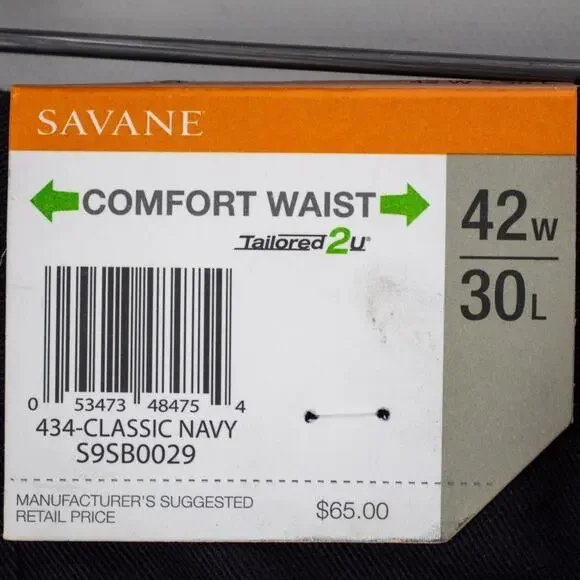 SAVANE
COMFORT WAIST
Tailored2U®
42W
30L
0 53473 48475 4
434-CLASSIC NAVY
S9SB0029
MANUFACTURER'S SUGGESTED
RETAIL PRICE
$65.00